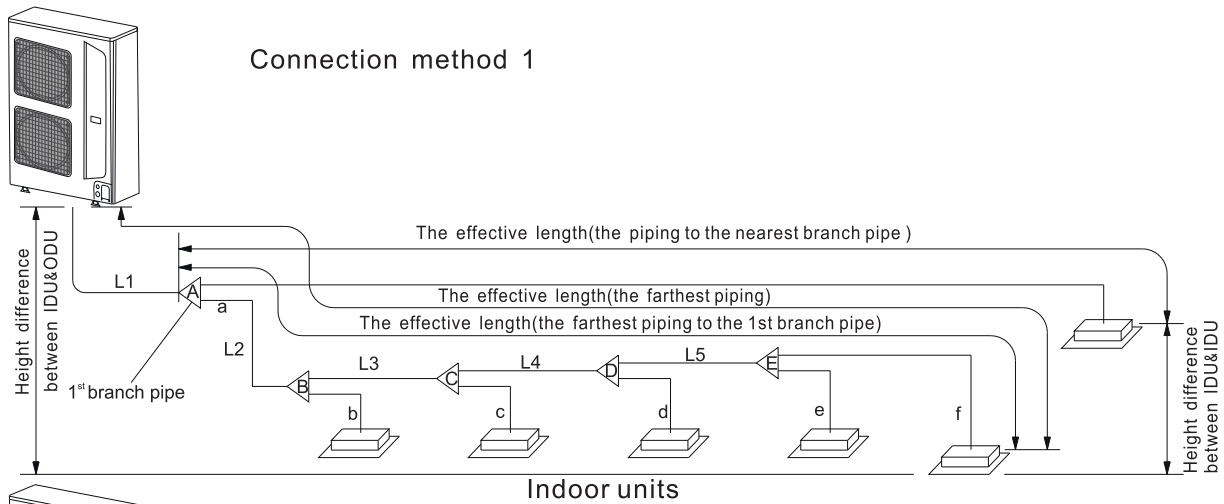 Connection method 1
The effective length(the piping to the nearest branch pipe )
Height difference
between IDU&ODU
L1
A
a
The effective length(the farthest piping)
The effective length(the farthest piping to the 1st branch pipe)
L2
1st branch pipe
B
L3
C
L4
D
L5
E
b
c
d
e
f
Height difference
between IDU&IDU
Indoor units